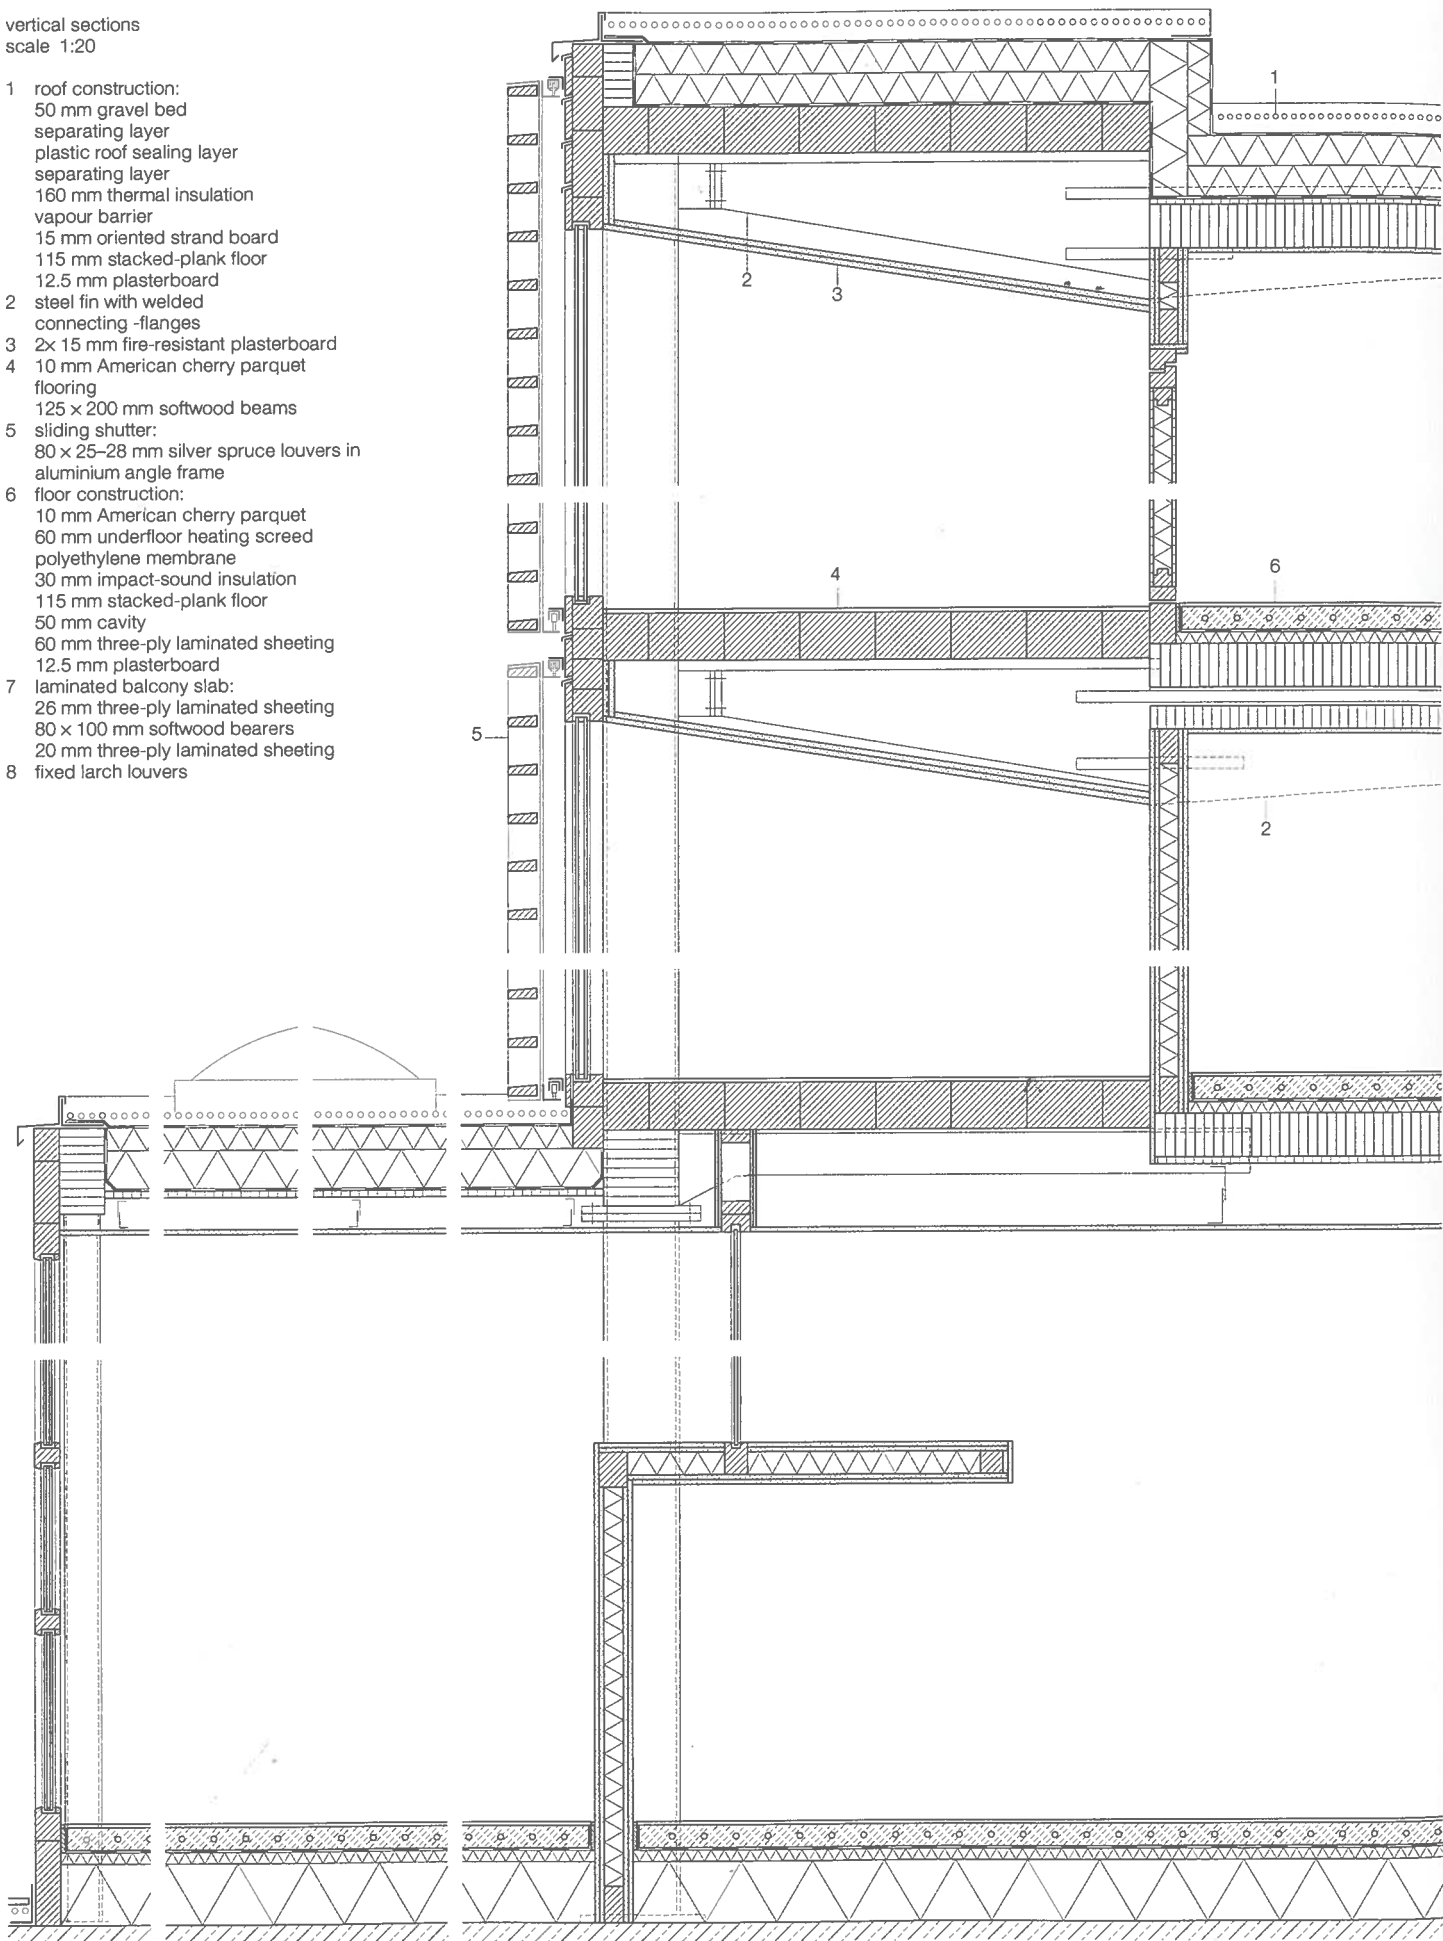 vertical sections
scale 1:20
1 roof construction:
50 mm gravel bed
separating layer
plastic roof sealing layer
separating layer
160 mm thermal insulation
vapour barrier
15 mm oriented strand board
115 mm stacked-plank floor
12.5 mm plasterboard
2 steel fin with welded
connecting -flanges
3 2× 15 mm fire-resistant plasterboard
4 10 mm American cherry parquet
flooring
125 × 200 mm softwood beams
5 sliding shutter:
80 × 25–28 mm silver spruce louvers in
aluminium angle frame
6 floor construction:
10 mm American cherry parquet
60 mm underfloor heating screed
polyethylene membrane
30 mm impact-sound insulation
115 mm stacked-plank floor
50 mm cavity
60 mm three-ply laminated sheeting
12.5 mm plasterboard
7 laminated balcony slab:
26 mm three-ply laminated sheeting
80 × 100 mm softwood bearers
20 mm three-ply laminated sheeting
8 fixed larch louvers
1
2
3
4
6
5
2